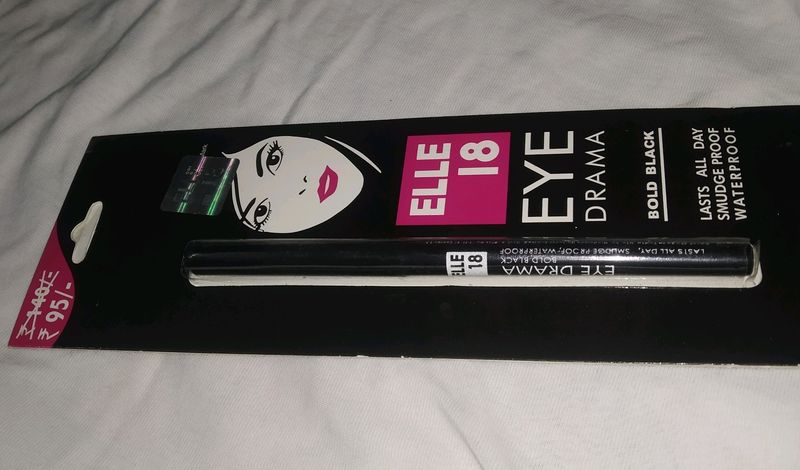 ELLE
18
EYE
DRAMA
BOLD BLACK
LASTS ALL DAY
SMUDGE PROOF
WATERPROOF
ELLE
18
EYE DRAMA
BOLD BLACK
LASTS ALL DAY, SMUDGE PROOF, WATERPROOF
₹ 140/-
₹ 95/-